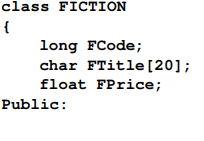 class FICTION
{
long FCode;
char FTitle[20];
float FPrice;
Public: